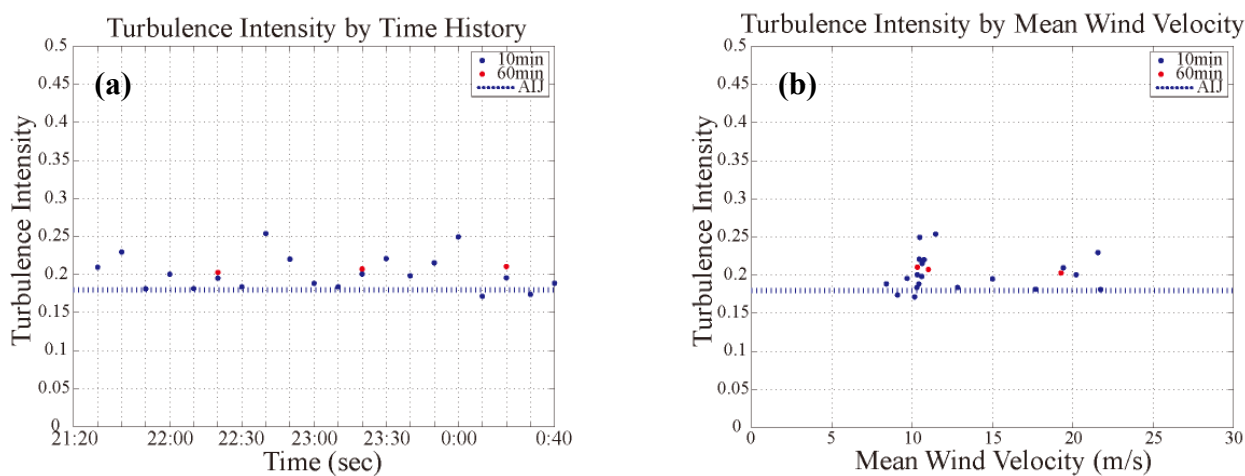 Turbulence Intensity by Time History
0.5
0.45
0.4
0.35
0.3
0.25
0.2
0.15
0.1
0.05
0
Turbulence Intensity
(a)
10min
60min
AIJ
21:20
22:00
22:30
23:00
23:30
0:00
0:40
Time (sec)
Turbulence Intensity by Mean Wind Velocity
0.5
0.45
0.4
0.35
0.3
0.25
0.2
0.15
0.1
0.05
0
Turbulence Intensity
(b)
10min
60min
AIJ
0
5
10
15
20
25
30
Mean Wind Velocity (m/s)